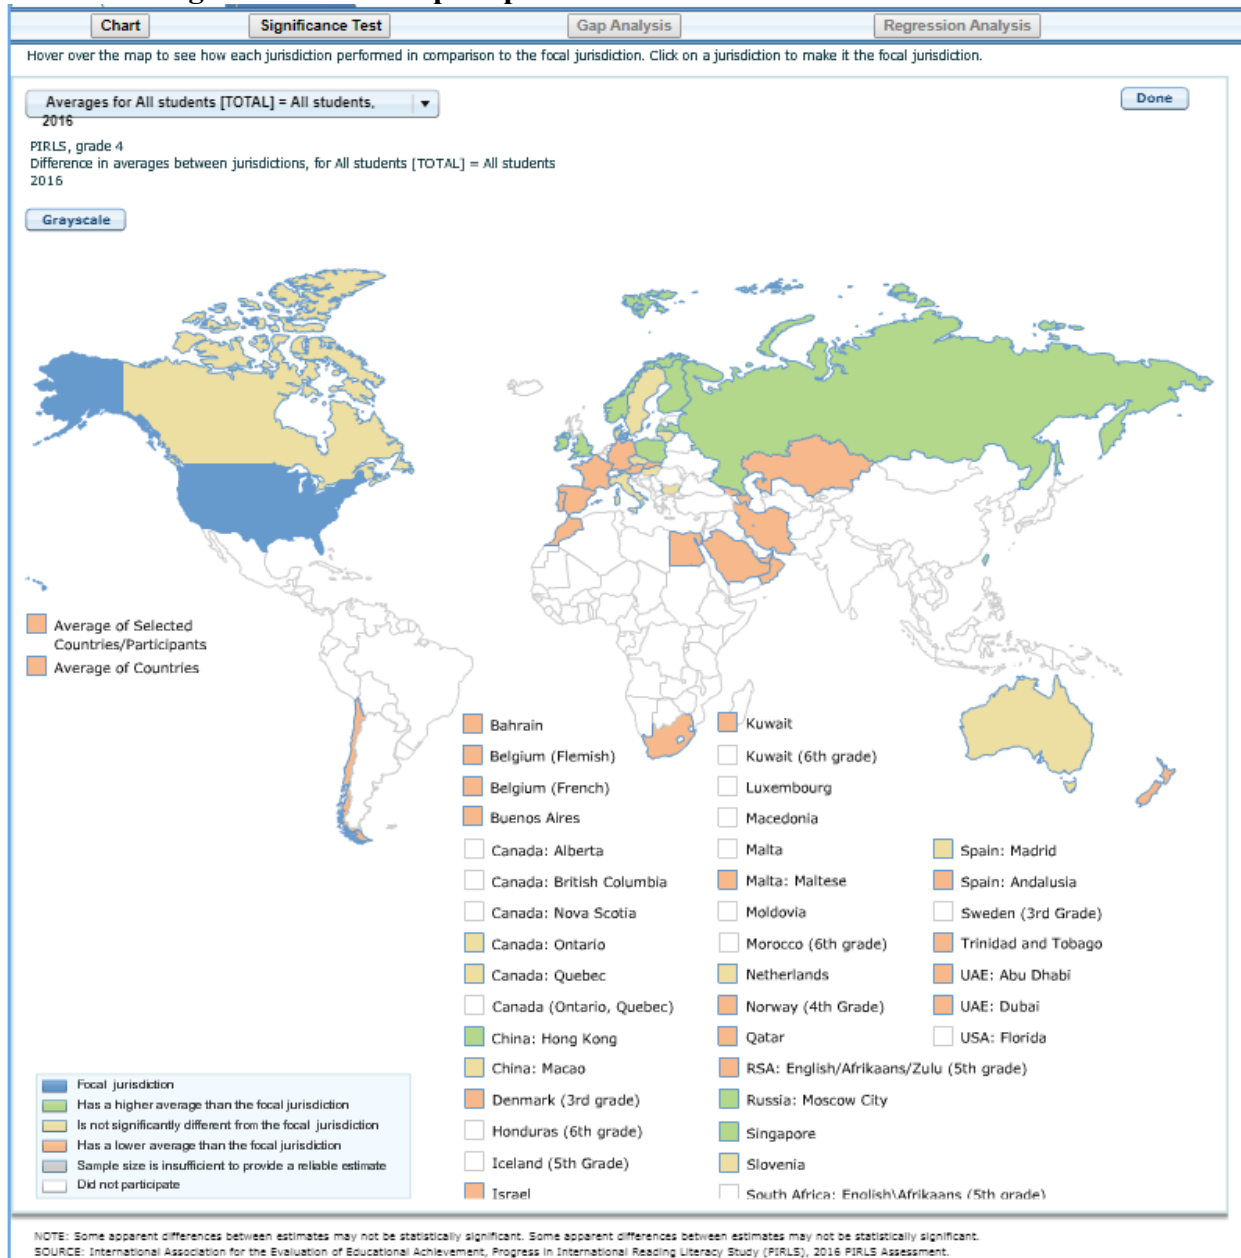 Chart
Significance Test
Gap Analysis
Regression Analysis
Hover over the map to see how each jurisdiction performed in comparison to the focal jurisdiction. Click on a jurisdiction to make it the focal jurisdiction.
Averages for All students [TOTAL] = All students,
2016
Done
PIRLS, grade 4
Difference in averages between jurisdictions, for All students [TOTAL] = All students
2016
Grayscale
Average of Selected
Countries/Participants
Average of Countries
Bahrain
Belgium (Flemish)
Belgium (French)
Buenos Aires
Canada: Alberta
Canada: British Columbia
Canada: Nova Scotia
Canada: Ontario
Canada: Quebec
Canada (Ontario, Quebec)
China: Hong Kong
China: Macao
Denmark (3rd grade)
Honduras (6th grade)
Iceland (5th Grade)
Israel
Kuwait
Kuwait (6th grade)
Luxembourg
Macedonia
Malta
Malta: Maltese
Moldovia
Morocco (6th grade)
Netherlands
Norway (4th Grade)
Qatar
RSA: English/Afrikaans/Zulu (5th grade)
Russia: Moscow City
Singapore
Slovenia
South Africa: English\Afrikaans (5th grade)
Spain: Madrid
Spain: Andalusia
Sweden (3rd Grade)
Trinidad and Tobago
UAE: Abu Dhabi
UAE: Dubai
USA: Florida
Focal jurisdiction
Has a higher average than the focal jurisdiction
Is not significantly different from the focal jurisdiction
Has a lower average than the focal jurisdiction
Sample size is insufficient to provide a reliable estimate
Did not participate
NOTE: Some apparent differences between estimates may not be statistically significant. Some apparent differences between estimates may not be statistically significant.
SOURCE: International Association for the Evaluation of Educational Achievement, Progress in International Reading Literacy Study (PIRLS), 2016 PIRLS Assessment.